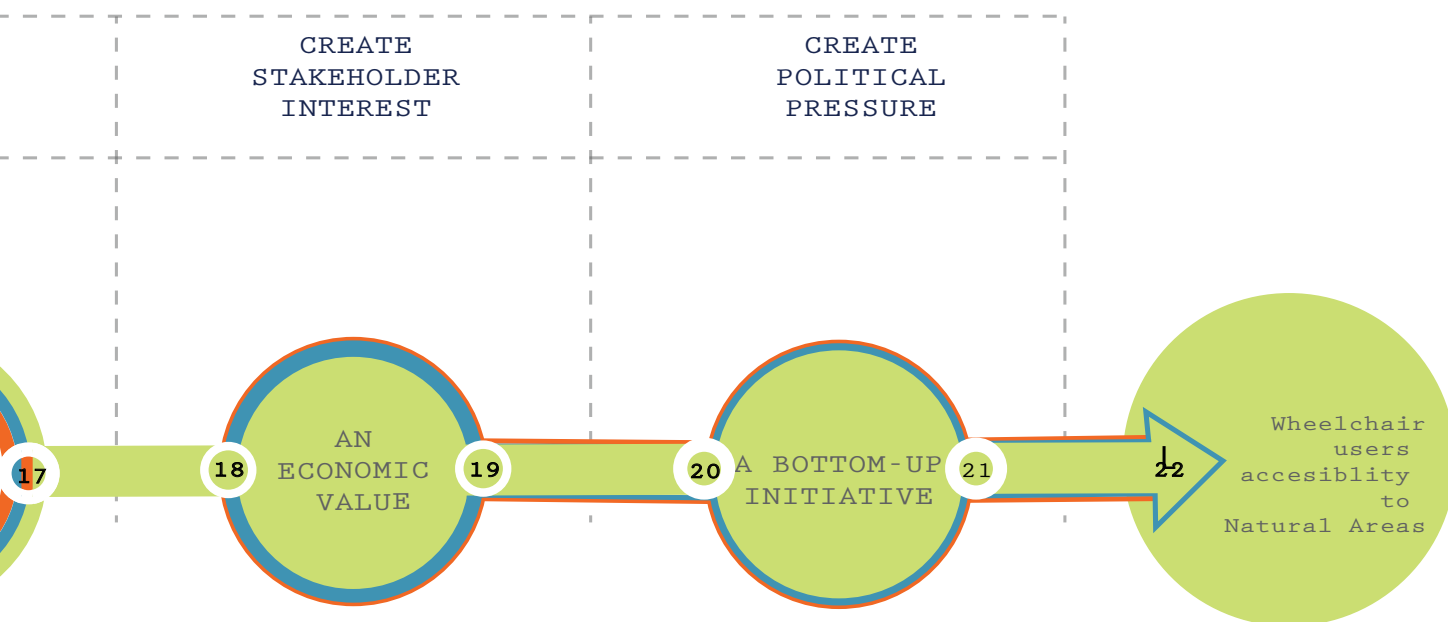 CREATE
STAKEHOLDER
INTEREST
CREATE
POLITICAL
PRESSURE
17
18
AN
ECONOMIC
VALUE
19
20
A BOTTOM-UP
INITIATIVE
21
22
Wheelchair
users
accesiblity
to
Natural Areas